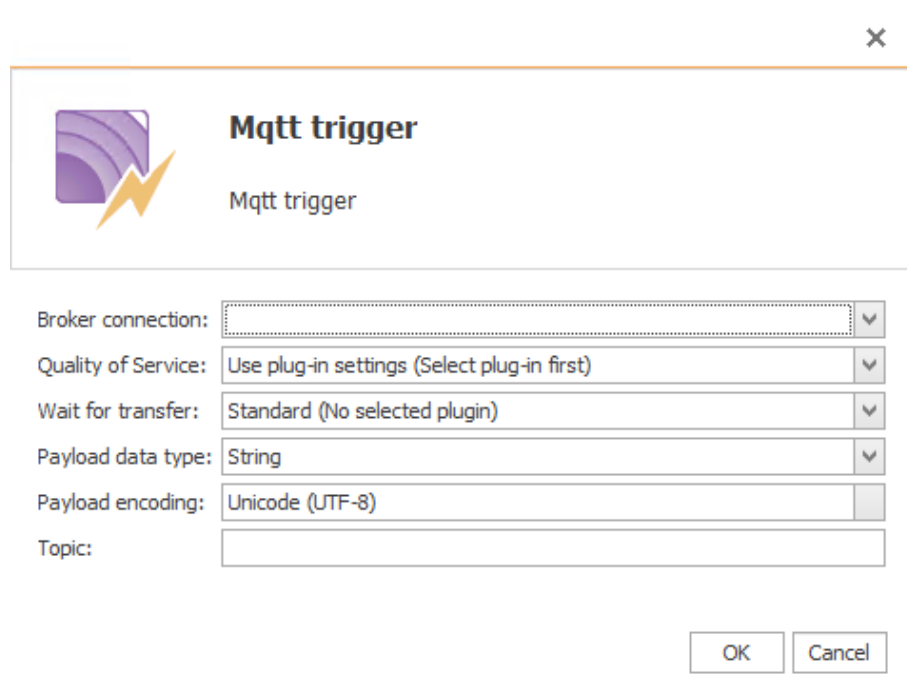 Mqtt trigger
Mqtt trigger
Broker connection:
Quality of Service: Use plug-in settings (Select plug-in first)
Wait for transfer: Standard (No selected plugin)
Payload data type: String
Payload encoding: Unicode (UTF-8)
Topic:
OK Cancel